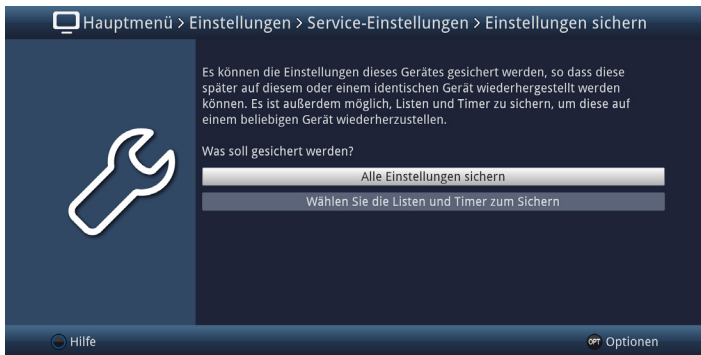 Hauptmenü > Einstellungen > Service-Einstellungen > Einstellungen sichern
Es können die Einstellungen dieses Gerätes gesichert werden, so dass diese
später auf diesem oder einem identischen Gerät wiederhergestellt werden
können. Es ist außerdem möglich, Listen und Timer zu sichern, um diese auf
einem beliebigen Gerät wiederherzustellen.
Was soll gesichert werden?
Alle Einstellungen sichern
Wählen Sie die Listen und Timer zum Sichern
Hilfe
OPT Optionen